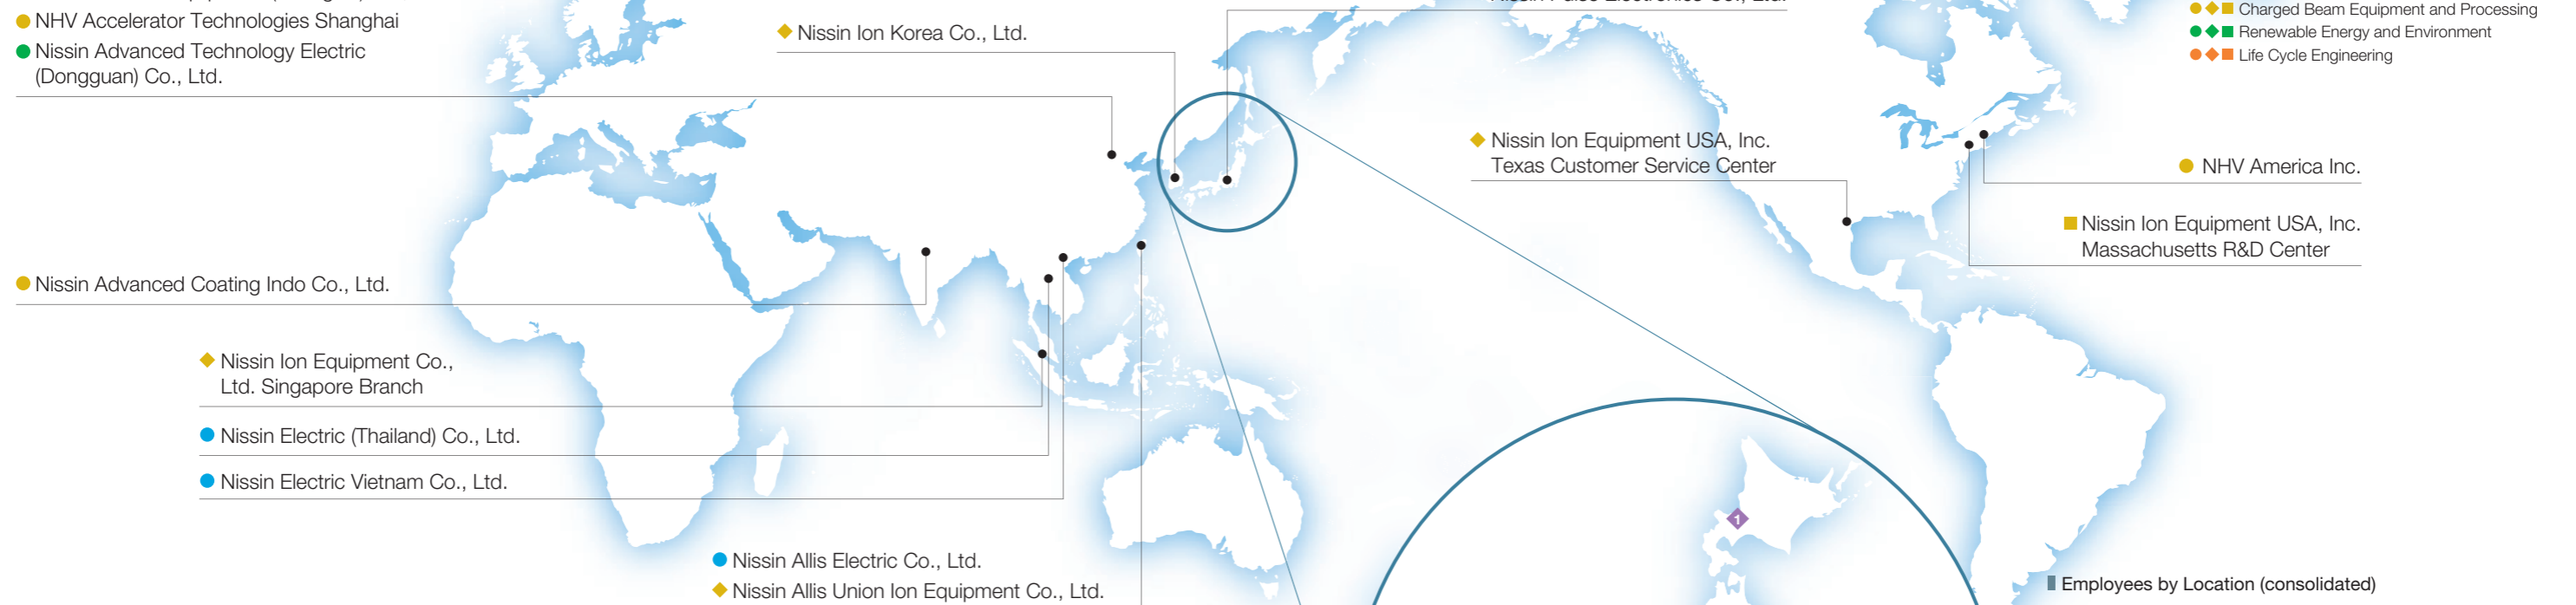 NHV Accelerator Technologies Shanghai
Nissin Advanced Technology Electric
(Dongguan) Co., Ltd.
Nissin Ion Korea Co., Ltd.
Charged Beam Equipment and Processing
Renewable Energy and Environment
Life Cycle Engineering
Nissin Ion Equipment USA, Inc.
Texas Customer Service Center
NHV America Inc.
Nissin Ion Equipment USA, Inc.
Massachusetts R&D Center
Nissin Advanced Coating Indo Co., Ltd.
Nissin Ion Equipment Co.,
Ltd. Singapore Branch
Nissin Electric (Thailand) Co., Ltd.
Nissin Electric Vietnam Co., Ltd.
1
Nissin Allis Electric Co., Ltd.
Nissin Allis Union Ion Equipment Co., Ltd.
Employees by Location (consolidated)